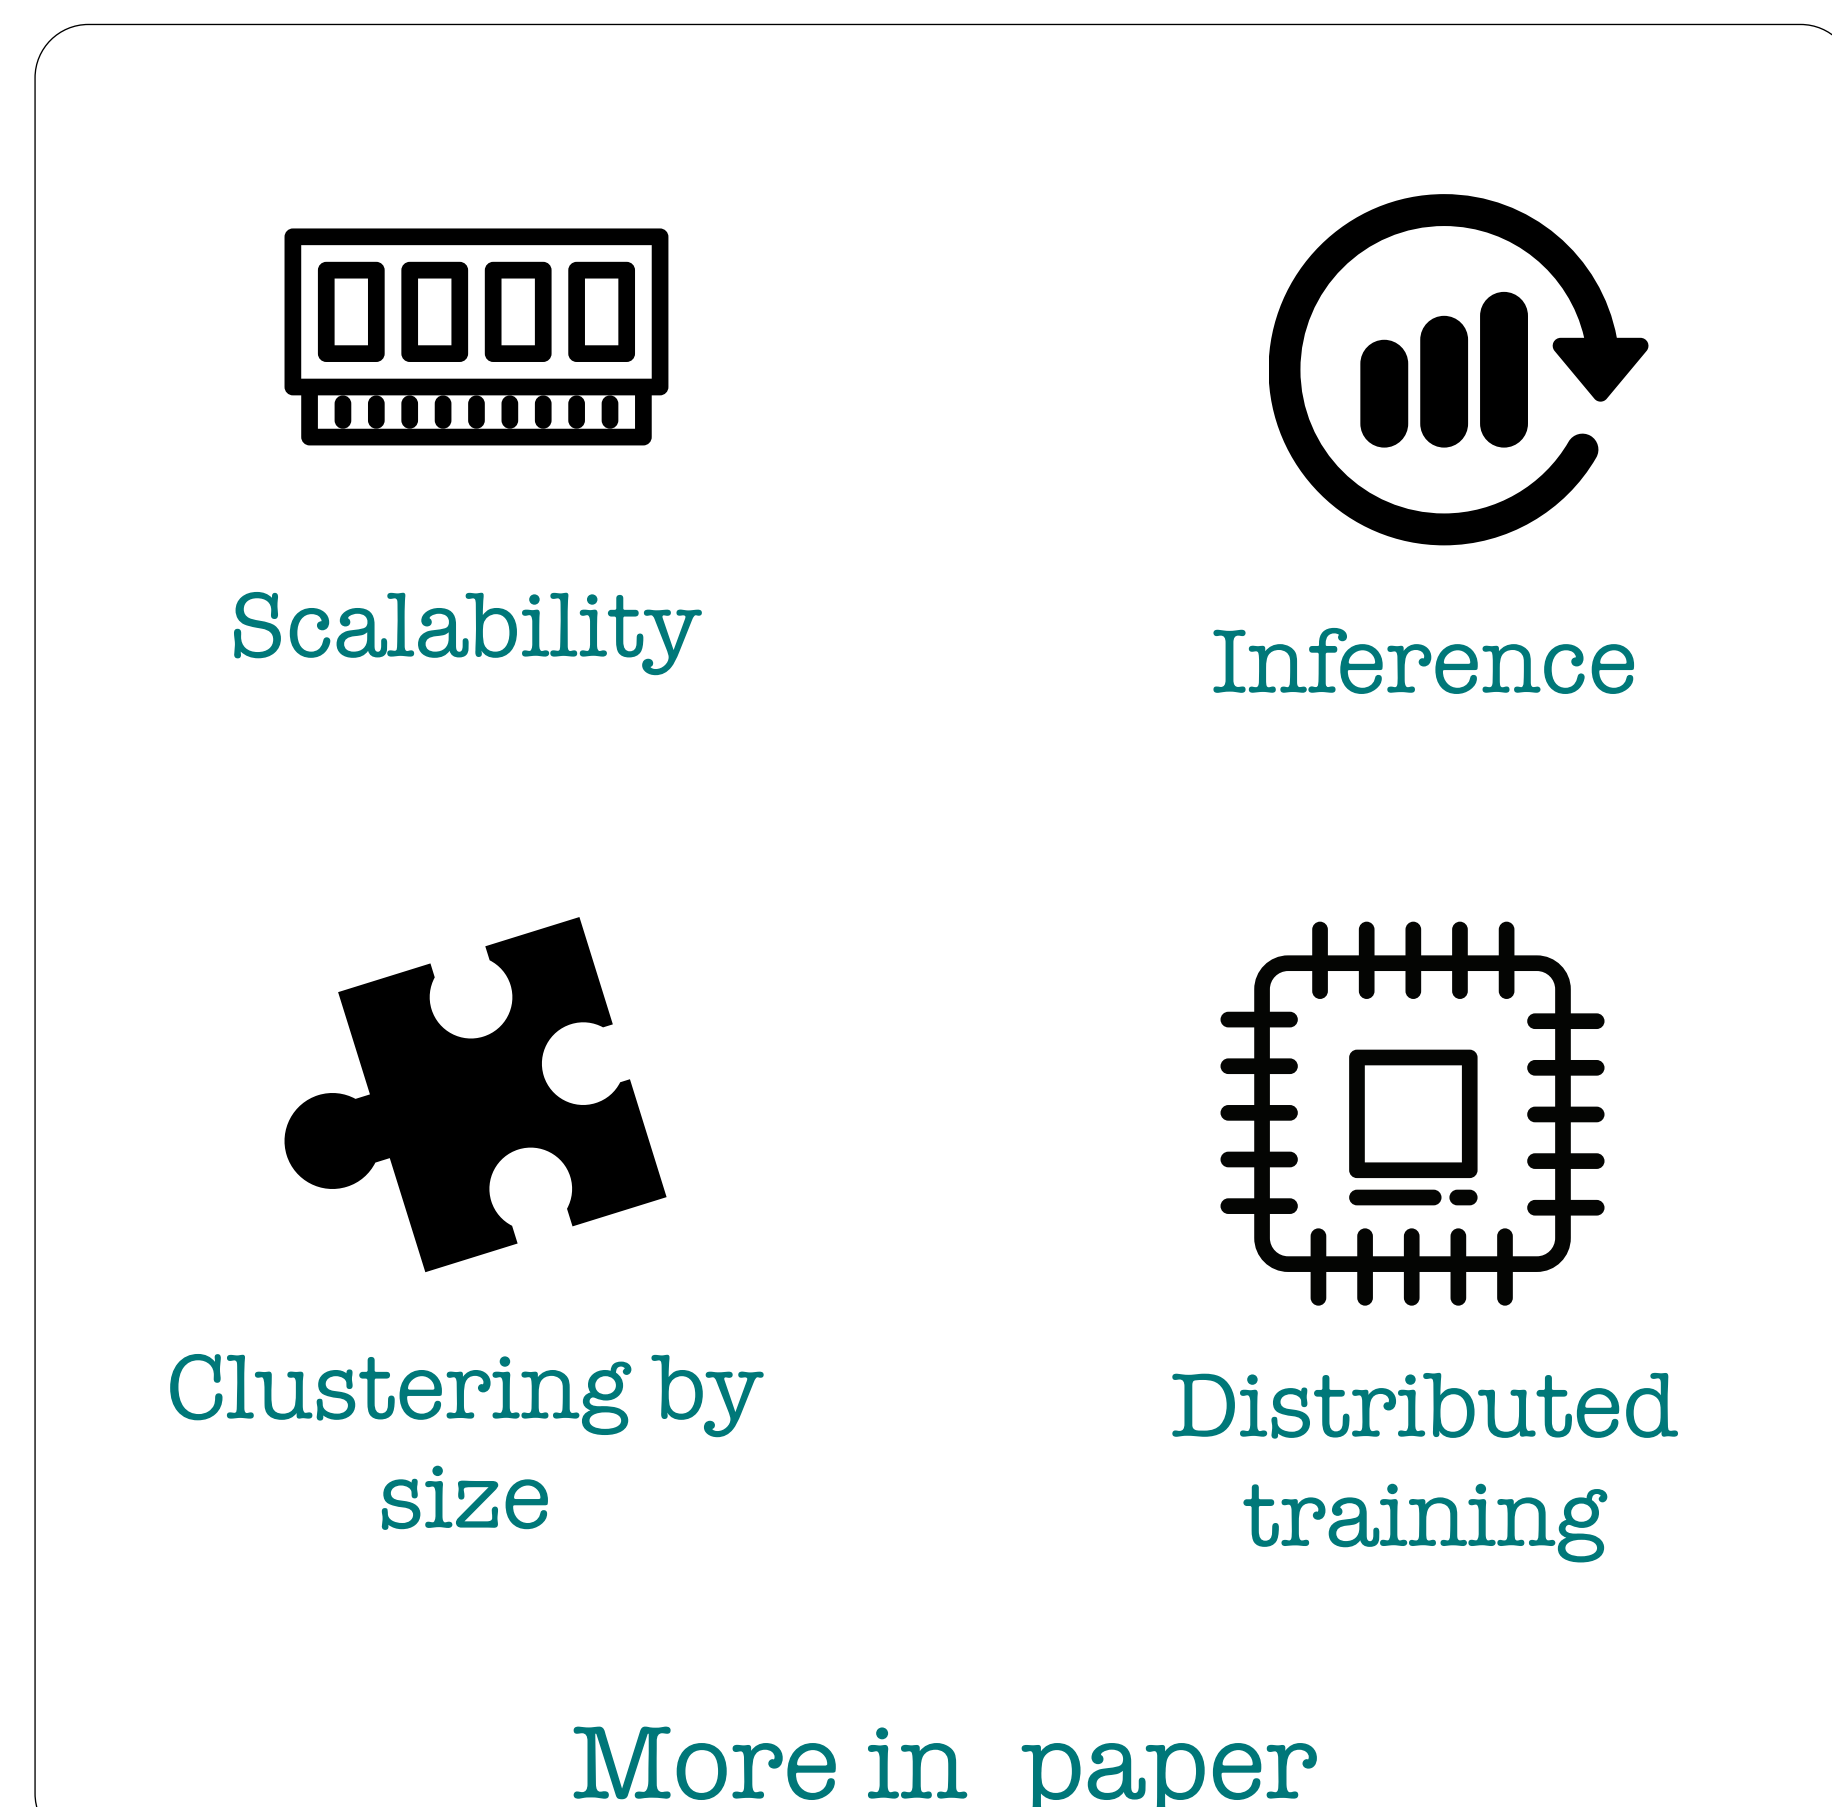 Scalability
Inference
Clustering by
size
Distributed
training
More in  paper